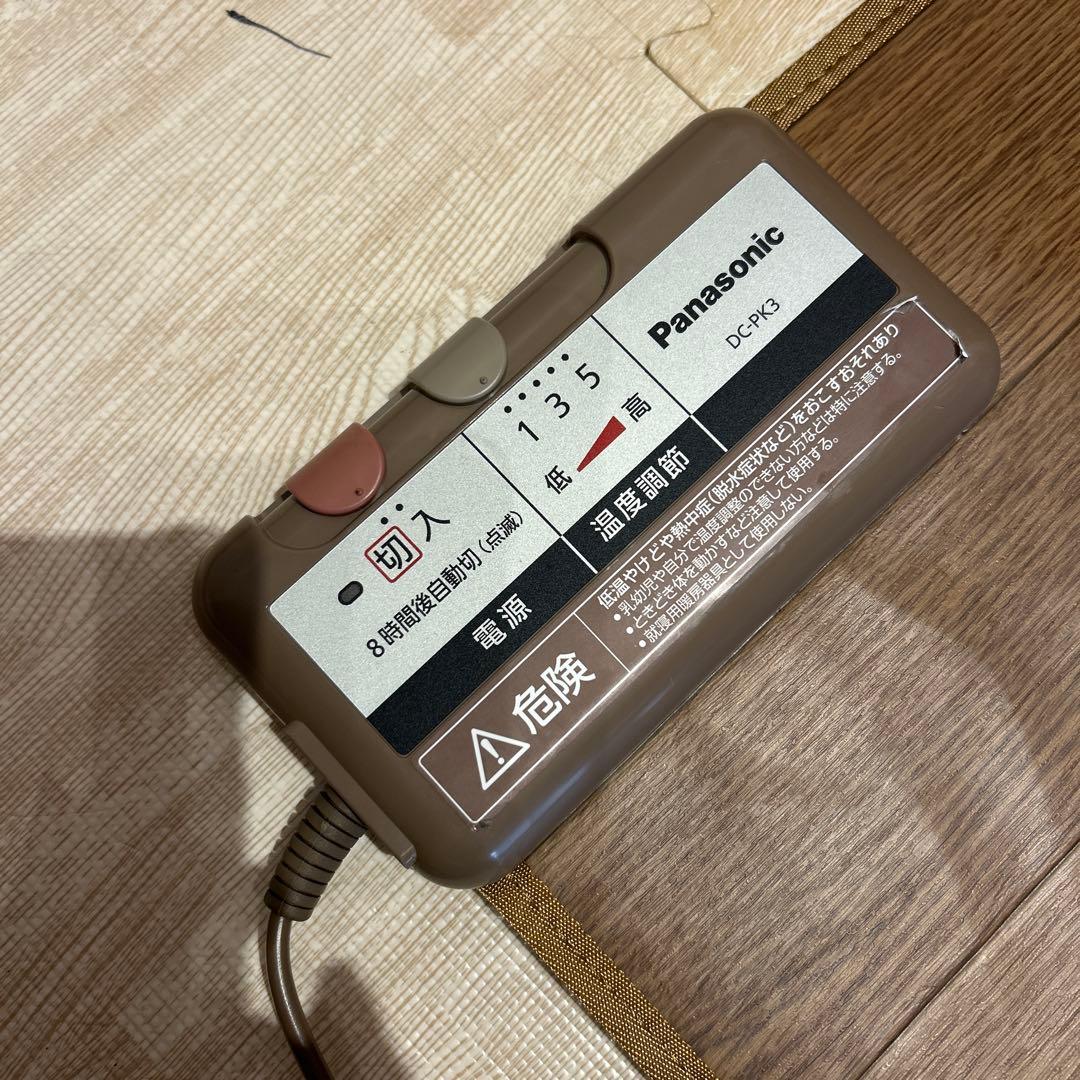 Panasonic
DC-PK3
1 3 5
低 高
温度調節
切 入
8時間後自動切(点滅)
電源
危険
低温やけどや熱中症(脱水症状など)をおこすおそれあり
•乳幼児や自分で温度調整のできない方などは特に注意する。
•ときどき体を動かすなど注意して使用する。
•就寝用暖房器具として使用しない。